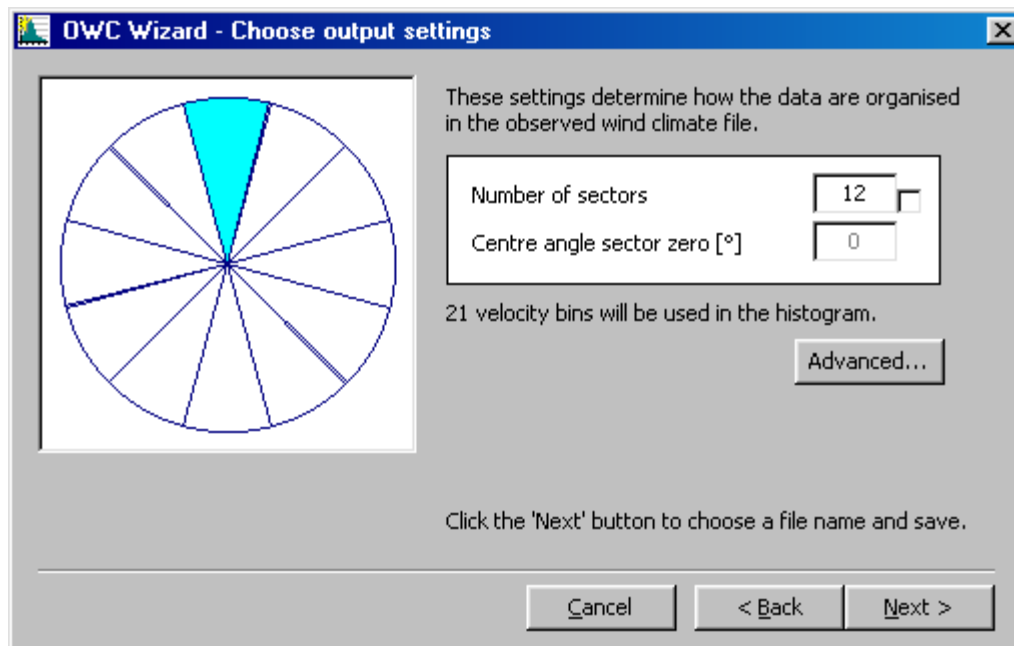 OWC Wizard - Choose output settings
These settings determine how the data are organised
in the observed wind climate file.
Number of sectors 12
Centre angle sector zero [°] 0
21 velocity bins will be used in the histogram.
Advanced...
Click the 'Next' button to choose a file name and save.
Cancel < Back Next >